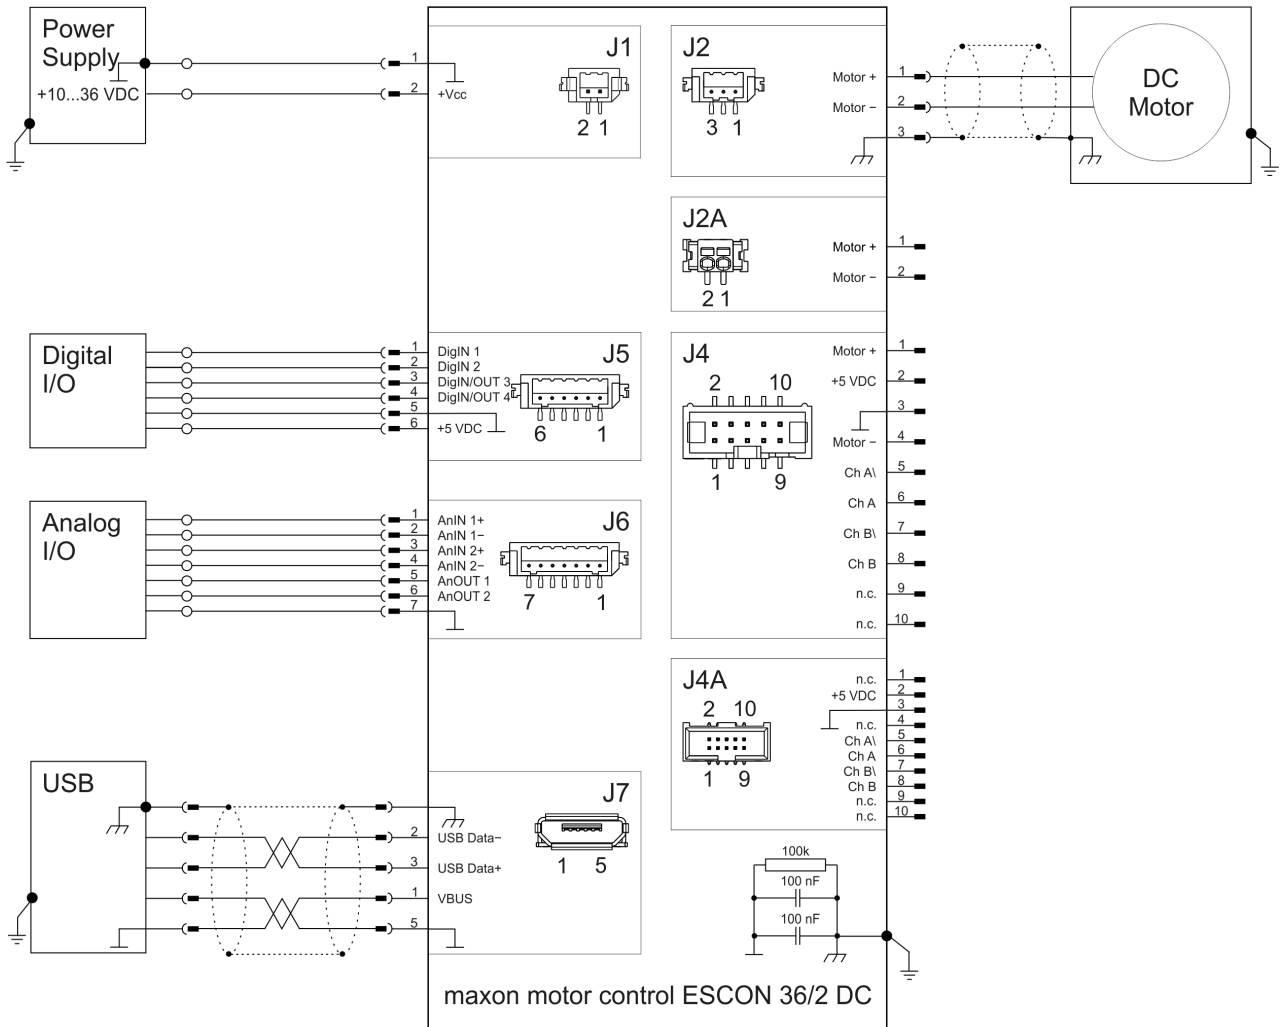 Power
Supply
+10...36 VDC
1
2
+Vcc
J1
2 1
J2
3 1
Motor +
1
Motor −
2
3
DC
Motor
J2A
2 1
Motor +
1
Motor −
2
Digital
I/O
1
DigIN 1
2
DigIN 2
3
DigIN/OUT 3
4
DigIN/OUT 4
5
6
+5 VDC
J5
6 1
J4
2 10
1 9
Motor +
1
+5 VDC
2
3
Motor −
4
Ch A\
5
Ch A
6
Ch B\
7
Ch B
8
n.c.
9
n.c.
10
Analog
I/O
1
AnIN 1+
2
AnIN 1−
3
AnIN 2+
4
AnIN 2−
5
AnOUT 1
6
AnOUT 2
7
J6
7 1
J4A
2 10
1 9
n.c.
1
+5 VDC
2
3
n.c.
4
Ch A\
5
Ch A
6
Ch B\
7
Ch B
8
n.c.
9
n.c.
10
USB
2
USB Data−
3
USB Data+
1
VBUS
5
J7
1 5
100k
100 nF
100 nF
maxon motor control ESCON 36/2 DC